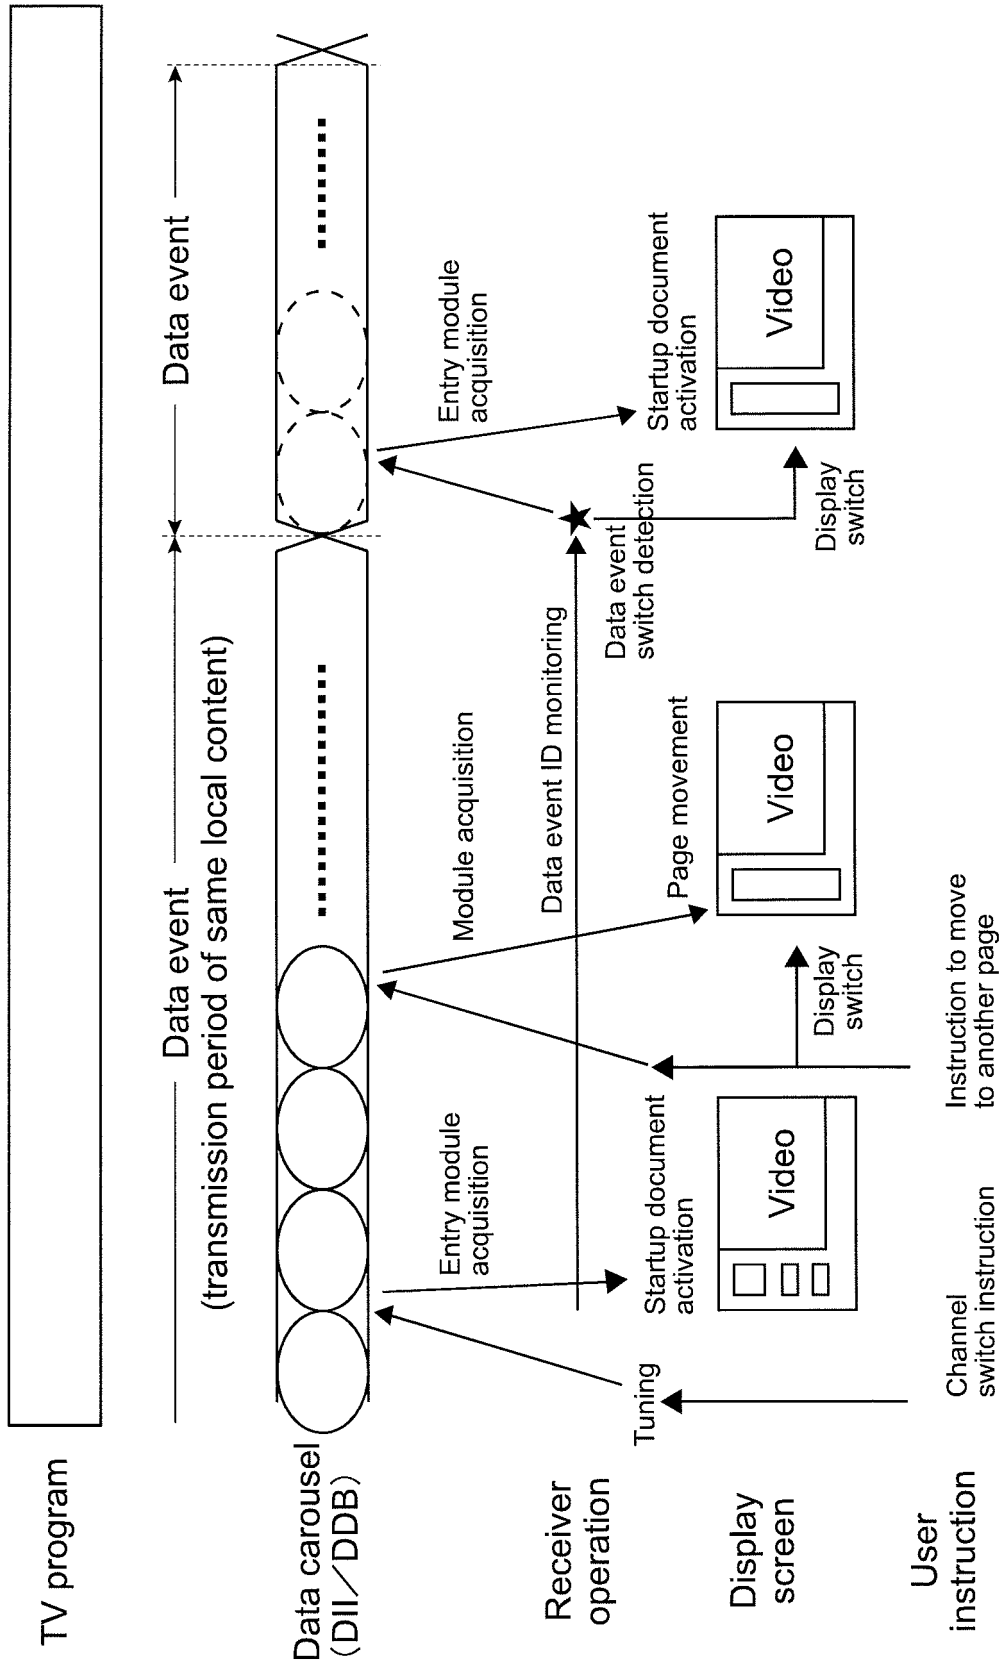 TV program
Data event
(transmission period of same local content)
Data event
Data carousel
(DII/DDB)
Entry module
acquisition
Module acquisition
Entry module
acquisition
Receiver
operation
Tuning
Data event ID monitoring
Data event
switch detection
Startup document
activation
Page movement
Startup document
activation
Display
screen
Video
Video
Video
Display
switch
Display
switch
User
instruction
Channel
switch instruction
Instruction to move
to another page